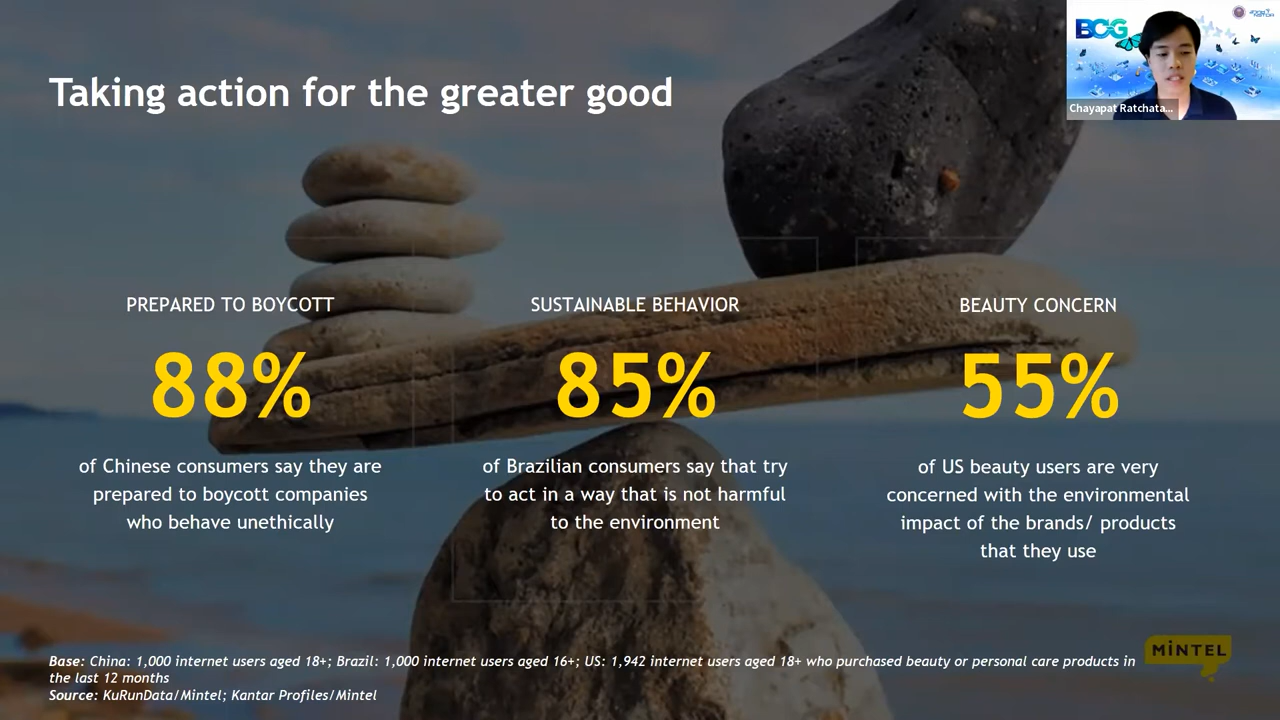 Taking action for the greater good
BCG
Chayapat Ratchata...
PREPARED TO BOYCOTT
88%
of Chinese consumers say they are
prepared to boycott companies
who behave unethically
SUSTAINABLE BEHAVIOR
85%
of Brazilian consumers say that try
to act in a way that is not harmful
to the environment
BEAUTY CONCERN
55%
of US beauty users are very
concerned with the environmental
impact of the brands/ products
that they use
Base: China: 1,000 internet users aged 18+; Brazil: 1,000 internet users aged 16+; US: 1,942 internet users aged 18+ who purchased beauty or personal care products in
the last 12 months
Source: KuRunData/Mintel; Kantar Profiles/Mintel
MiNTEL